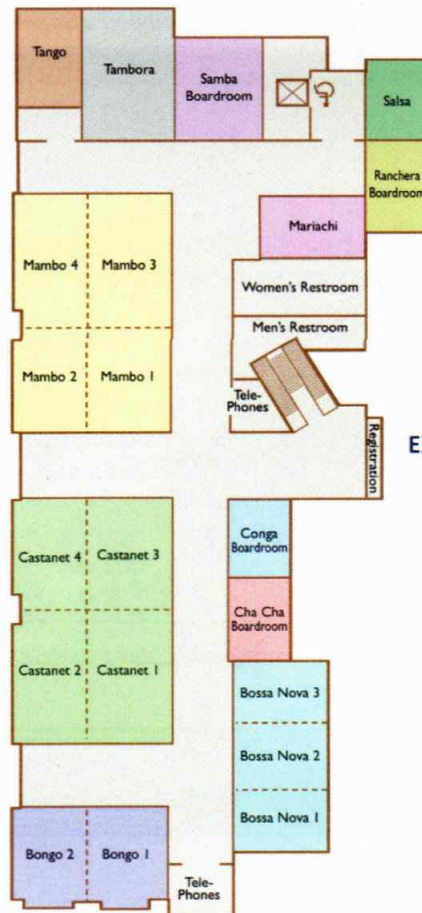 Tango
Tambora
Samba
Boardroom
Salsa
Ranchera
Boardroom
Mariachi
Mambo 4
Mambo 3
Women's Restroom
Men's Restroom
Mambo 2
Mambo 1
Tele-
Phones
Registration
E
Conga
Boardroom
Castanet 4
Castanet 3
Cha Cha
Boardroom
Castanet 2
Castanet 1
Bossa Nova 3
Bossa Nova 2
Bossa Nova 1
Bongo 2
Bongo 1
Tele-
Phones